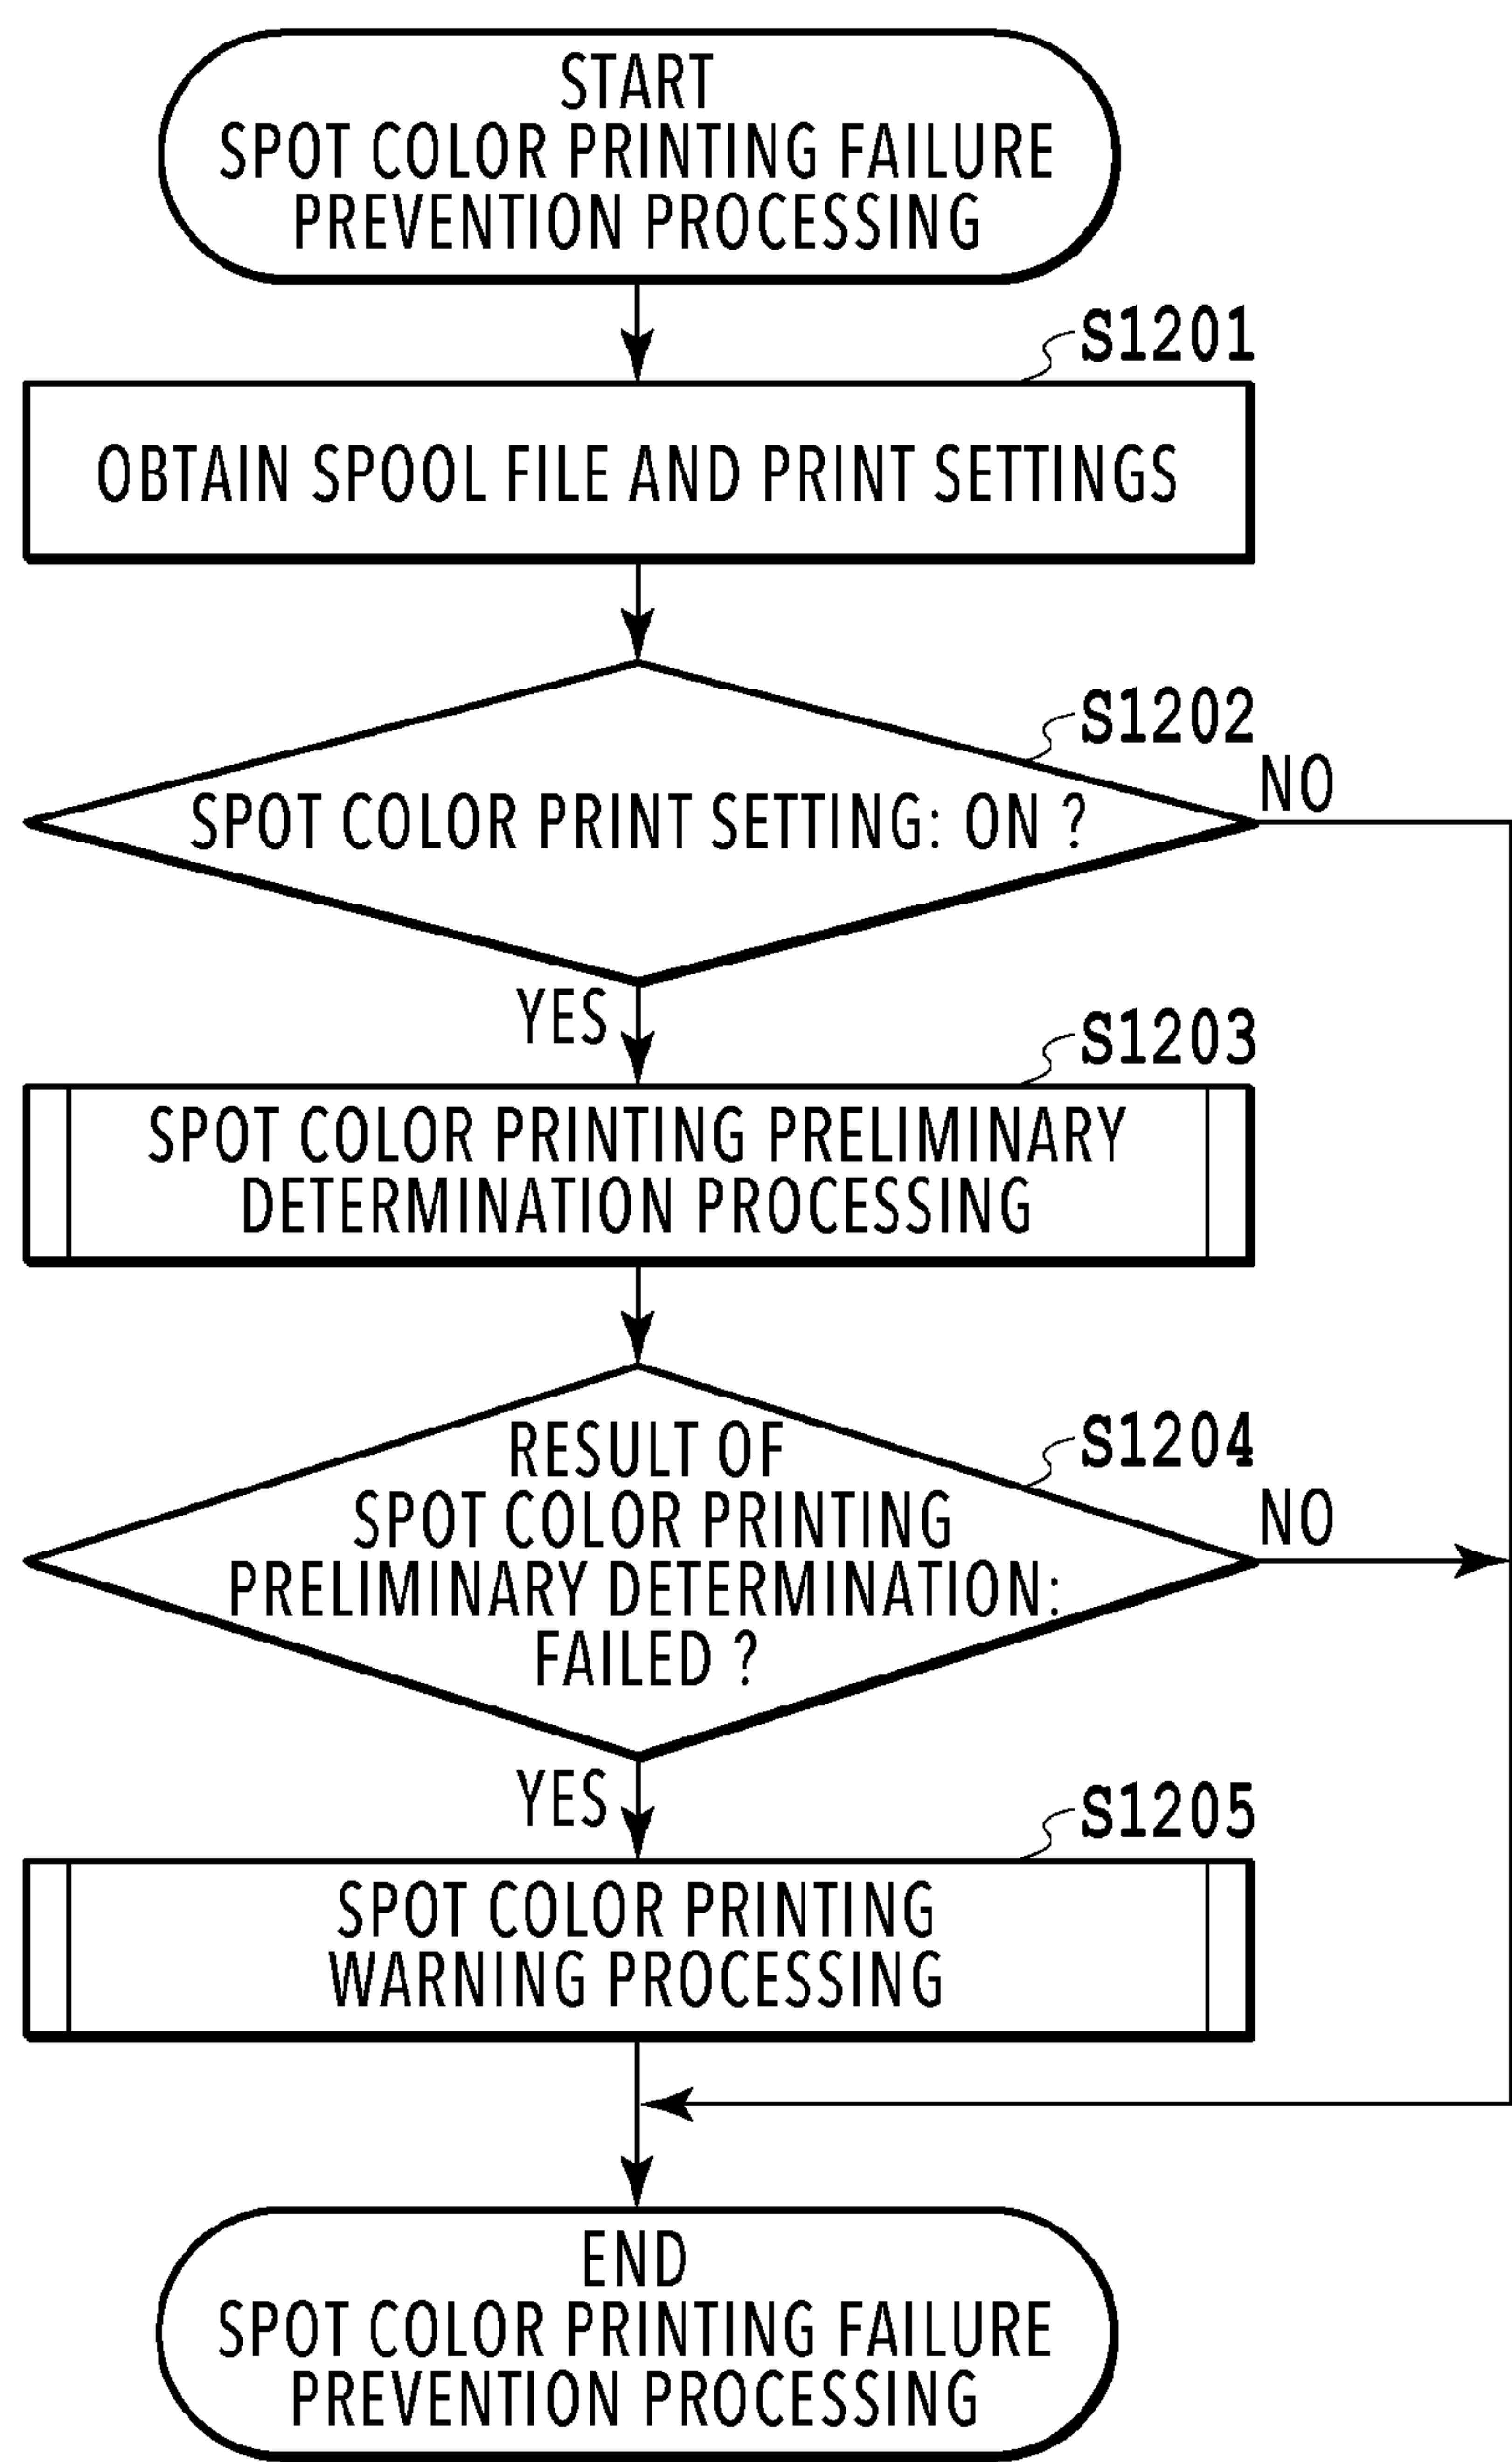 START
SPOT COLOR PRINTING FAILURE
PREVENTION PROCESSING
S1201
OBTAIN SPOOL FILE AND PRINT SETTINGS
S1202
SPOT COLOR PRINT SETTING: ON ?
NO
YES
S1203
SPOT COLOR PRINTING PRELIMINARY
DETERMINATION PROCESSING
S1204
RESULT OF
SPOT COLOR PRINTING
PRELIMINARY DETERMINATION:
FAILED ?
NO
YES
S1205
SPOT COLOR PRINTING
WARNING PROCESSING
END
SPOT COLOR PRINTING FAILURE
PREVENTION PROCESSING